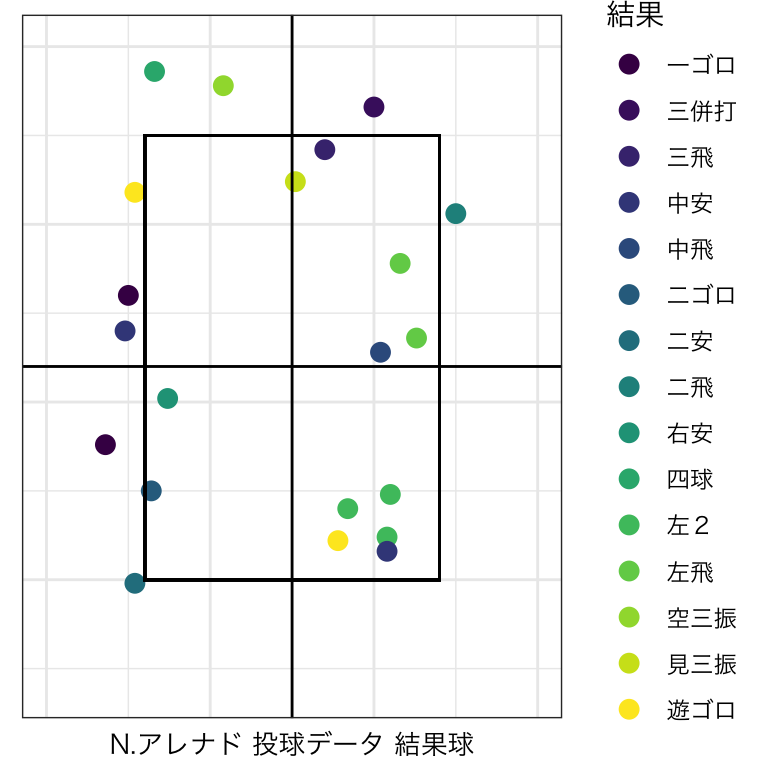 結果
一ゴロ
三併打
三飛
中安
中飛
二ゴロ
二安
二飛
右安
四球
左２
左飛
空三振
見三振
遊ゴロ
N.アレナド 投球データ 結果球